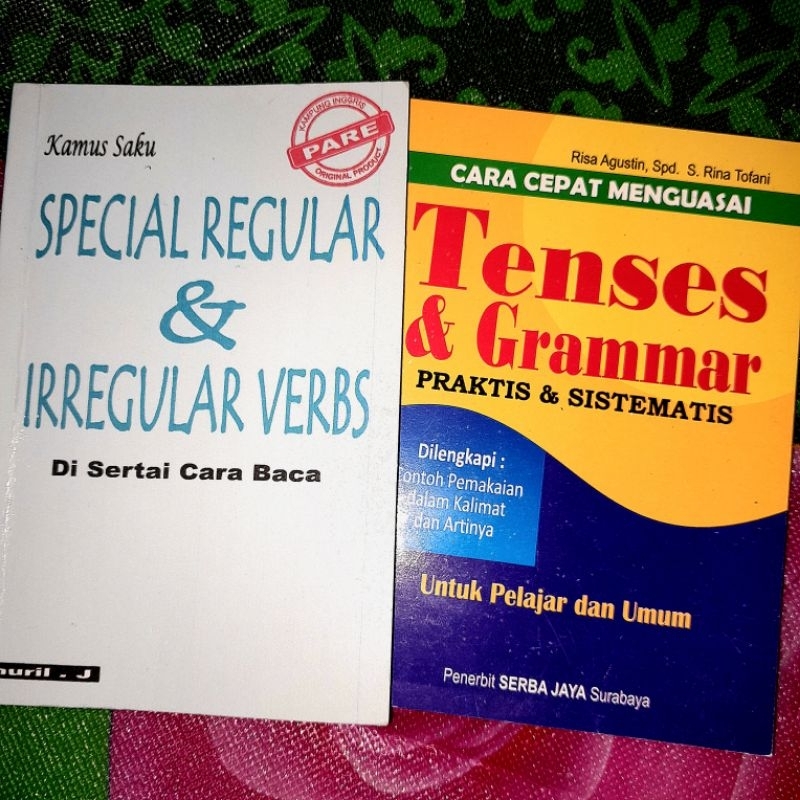 Kamus Saku
KAMPUNG INGGRIS
PARE
ORIGINAL PRODUCT
SPECIAL REGULAR
&
IRREGULAR VERBS
Di Sertai Cara Baca
Risa Agustin, Spd. S. Rina Tofani
CARA CEPAT MENGUASAI
Tenses
& Grammar
PRAKTIS & SISTEMATIS
Dilengkapi :
ontoh Pemakaian
dalam Kalimat
dan Artinya
Untuk Pelajar dan Umum
Penerbit SERBA JAYA Surabaya